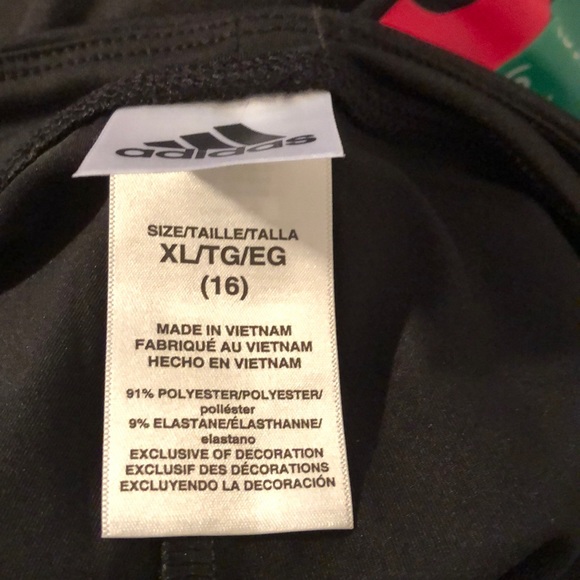 adidas
SIZE/TAILLE/TALLA
XL/TG/EG
(16)
MADE IN VIETNAM
FABRIQUÉ AU VIETNAM
HECHO EN VIETNAM
91% POLYESTER/POLYESTER/
poliéster
9% ELASTANE/ÉLASTHANNE/
elastano
EXCLUSIVE OF DECORATION
EXCLUSIF DES DÉCORATIONS
EXCLUYENDO LA DECORACIÓN